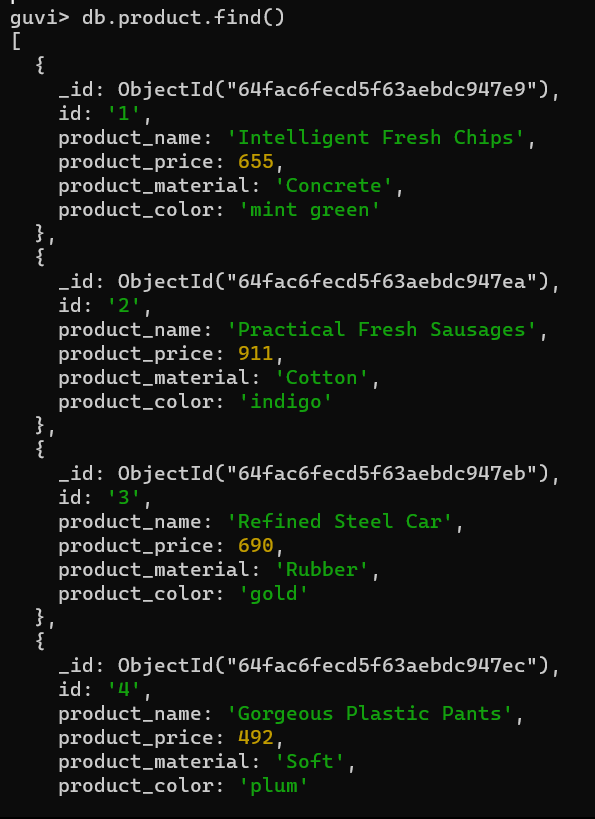 guvi> db.product.find()
[
  {
    _id: ObjectId("64fac6fecd5f63aebdc947e9"),
    id: '1',
    product_name: 'Intelligent Fresh Chips',
    product_price: 655,
    product_material: 'Concrete',
    product_color: 'mint green'
  },
  {
    _id: ObjectId("64fac6fecd5f63aebdc947ea"),
    id: '2',
    product_name: 'Practical Fresh Sausages',
    product_price: 911,
    product_material: 'Cotton',
    product_color: 'indigo'
  },
  {
    _id: ObjectId("64fac6fecd5f63aebdc947eb"),
    id: '3',
    product_name: 'Refined Steel Car',
    product_price: 690,
    product_material: 'Rubber',
    product_color: 'gold'
  },
  {
    _id: ObjectId("64fac6fecd5f63aebdc947ec"),
    id: '4',
    product_name: 'Gorgeous Plastic Pants',
    product_price: 492,
    product_material: 'Soft',
    product_color: 'plum'